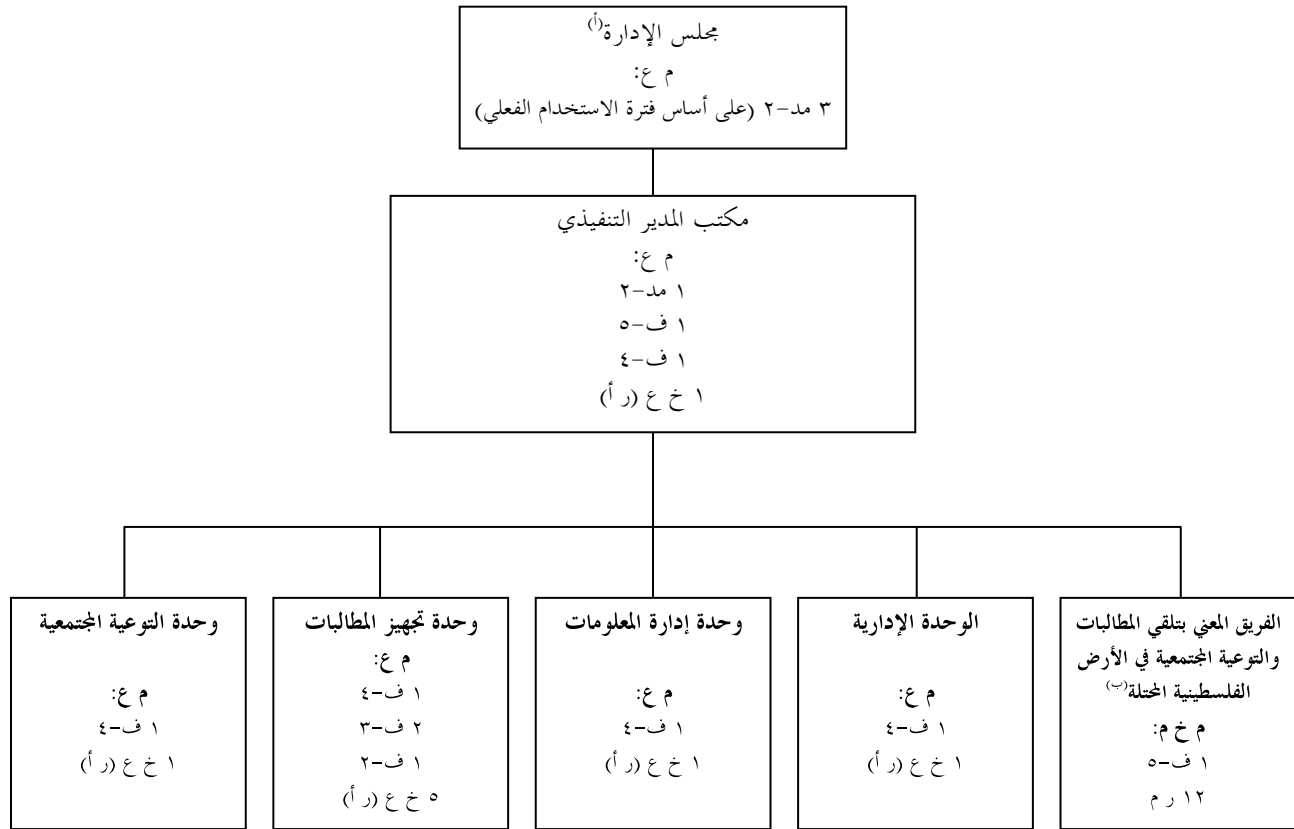 مجلس الإدارة(أ)
م ع:
٣ مد-٢ (على أساس فترة الاستخدام الفعلي)
مكتب المدير التنفيذي
م ع:
١ مد-٢
١ ف-٥
١ ف-٤
١ خ ع (ر أ)
الفريق المعني بتلقي المطالبات
والتوعية المجتمعية في الأرض
الفلسطينية المحتلة(ب)
م خ م:
١ ف-٥
١٢ ر م
الوحدة الإدارية
م ع:
١ ف-٤
١ خ ع (ر أ)
وحدة إدارة المعلومات
م ع:
١ ف-٤
١ خ ع (ر أ)
وحدة تجهيز المطالبات
م ع:
١ ف-٤
٢ ف-٣
١ ف-٢
٥ خ ع (ر أ)
وحدة التوعية المجتمعية
م ع:
١ ف-٤
١ خ ع (ر أ)